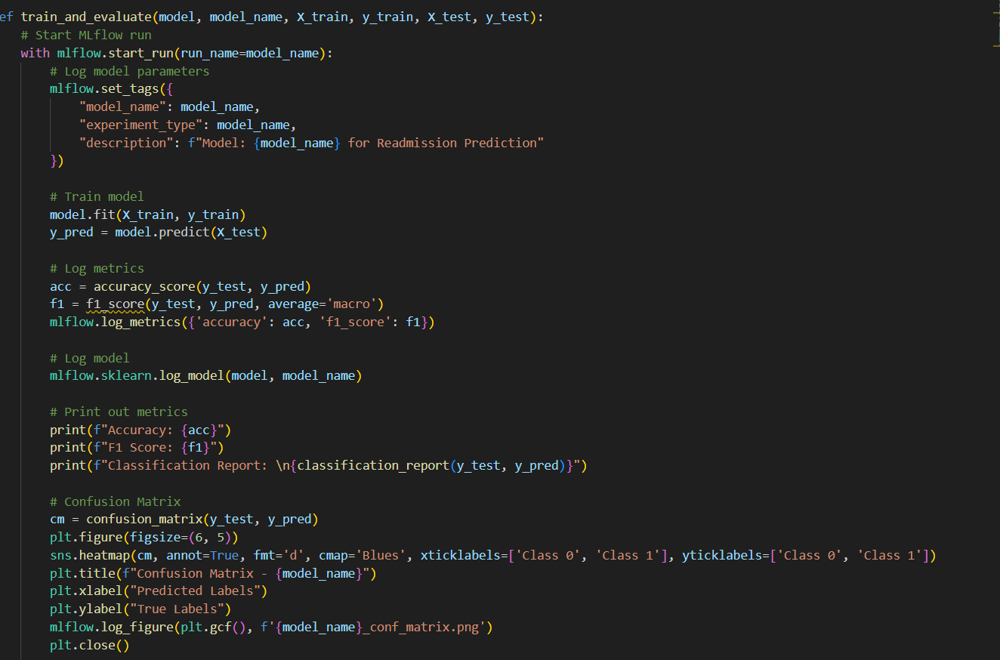 ef train_and_evaluate(model, model_name, X_train, y_train, X_test, y_test):
    # Start MLflow run
    with mlflow.start_run(run_name=model_name):
        # Log model parameters
        mlflow.set_tags({
            "model_name": model_name,
            "experiment_type": model_name,
            "description": f"Model: {model_name} for Readmission Prediction"
        })

        # Train model
        model.fit(X_train, y_train)
        y_pred = model.predict(X_test)

        # Log metrics
        acc = accuracy_score(y_test, y_pred)
        f1 = f1_score(y_test, y_pred, average='macro')
        mlflow.log_metrics({'accuracy': acc, 'f1_score': f1})

        # Log model
        mlflow.sklearn.log_model(model, model_name)

        # Print out metrics
        print(f"Accuracy: {acc}")
        print(f"F1 Score: {f1}")
        print(f"Classification Report: \n{classification_report(y_test, y_pred)}")

        # Confusion Matrix
        cm = confusion_matrix(y_test, y_pred)
        plt.figure(figsize=(6, 5))
        sns.heatmap(cm, annot=True, fmt='d', cmap='Blues', xticklabels=['Class 0', 'Class 1'], yticklabels=['Class 0', 'Class 1'])
        plt.title(f"Confusion Matrix - {model_name}")
        plt.xlabel("Predicted Labels")
        plt.ylabel("True Labels")
        mlflow.log_figure(plt.gcf(), f'{model_name}_conf_matrix.png')
        plt.close()